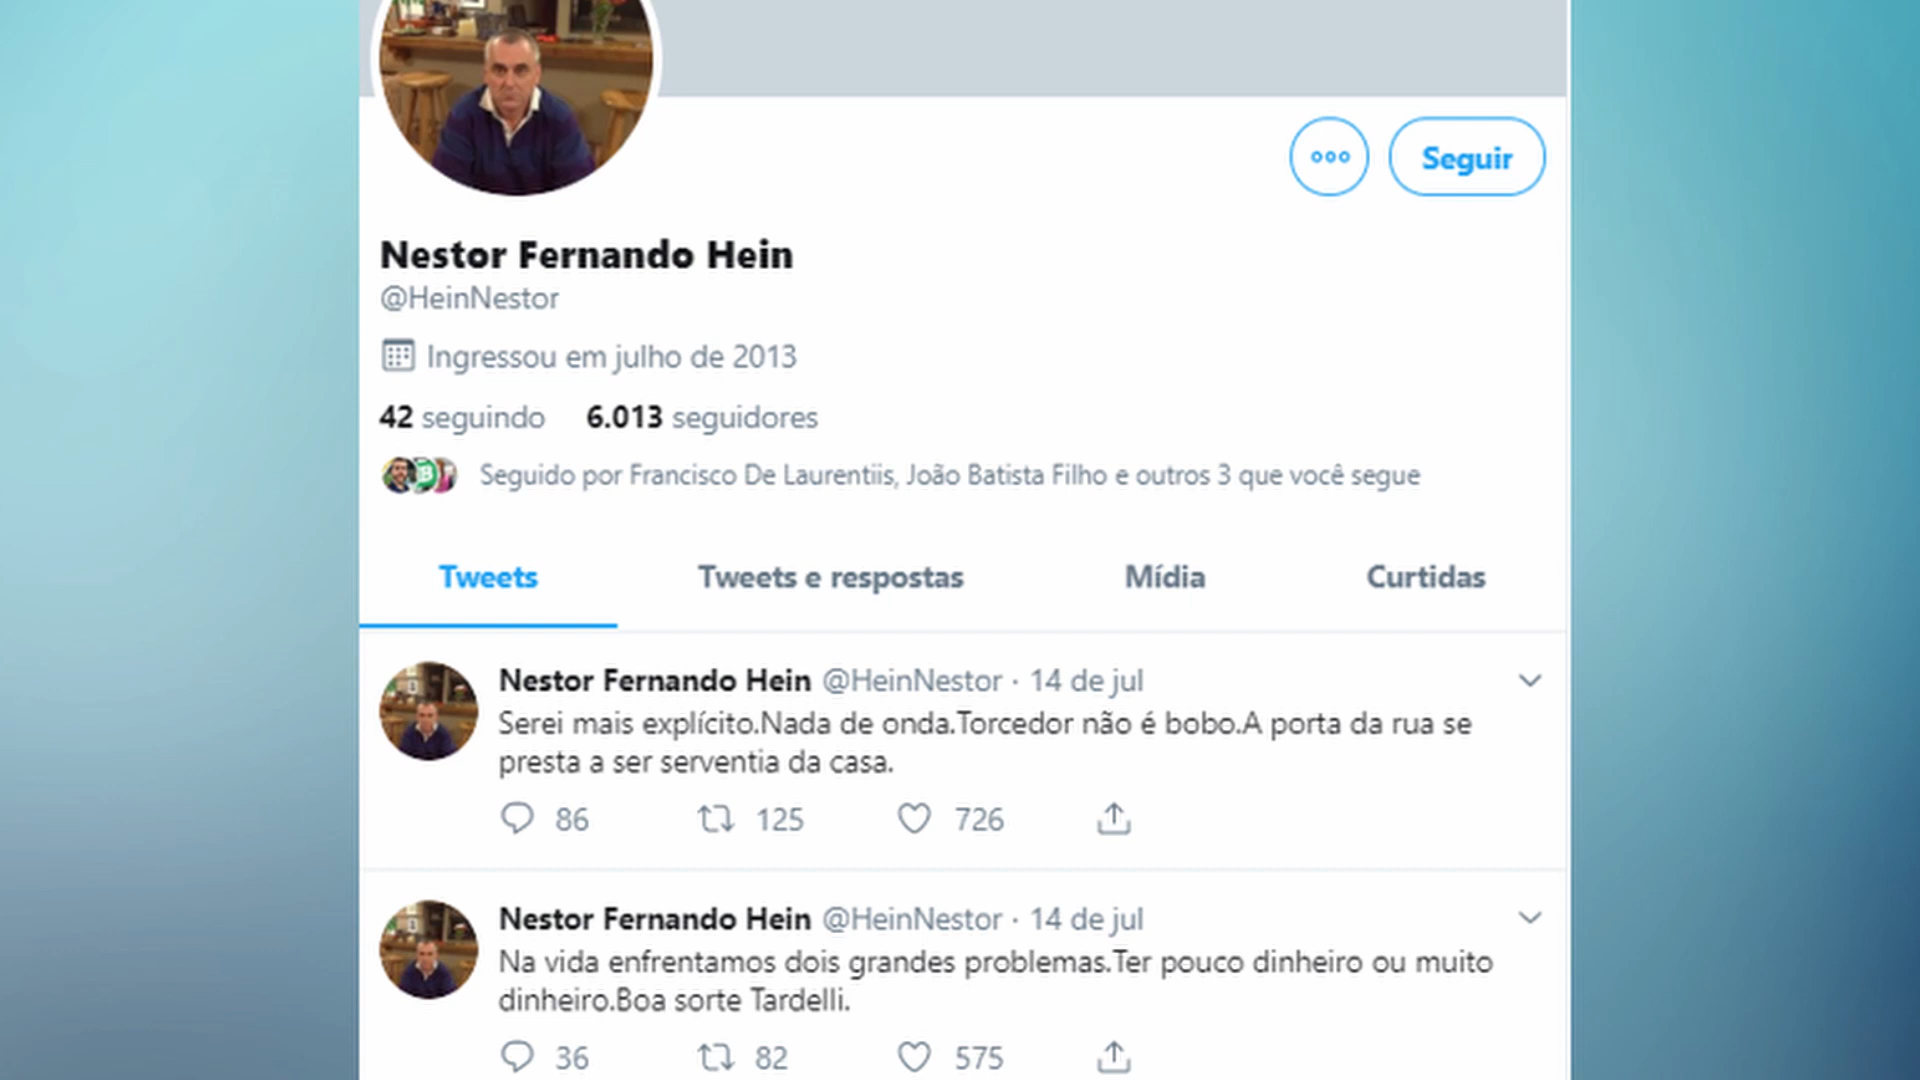 Seguir
Nestor Fernando Hein
@HeinNestor
Ingressou em julho de 2013
42 seguindo 6.013 seguidores
Seguido por Francisco De Laurentiis, João Batista Filho e outros 3 que você segue
Tweets Tweets e respostas Mídia Curtidas
Nestor Fernando Hein @HeinNestor · 14 de jul
Serei mais explícito.Nada de onda.Torcedor não é bobo.A porta da rua se
presta a ser serventia da casa.
86 125 726
Nestor Fernando Hein @HeinNestor · 14 de jul
Na vida enfrentamos dois grandes problemas.Ter pouco dinheiro ou muito
dinheiro.Boa sorte Tardelli.
36 82 575